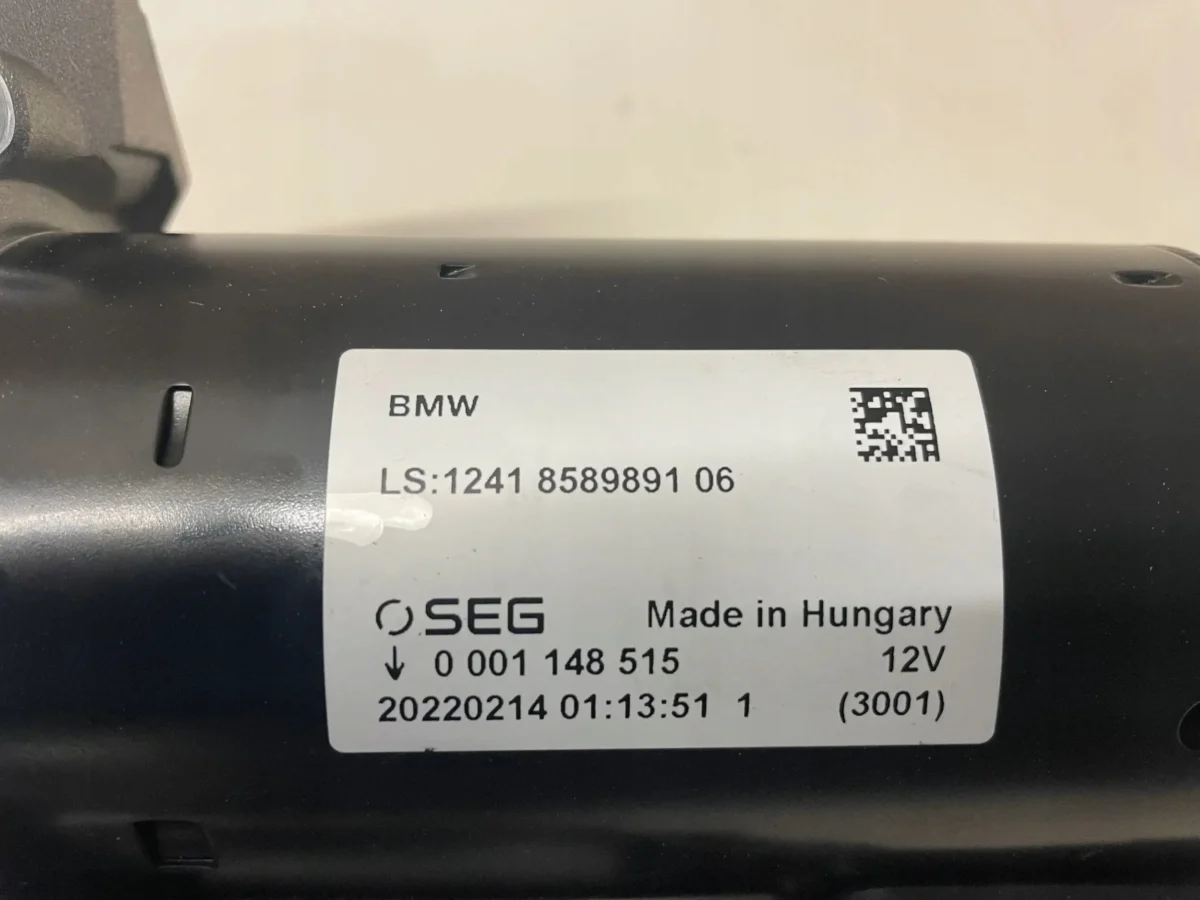 BMW
LS:1241 8589891 06
SEG Made in Hungary
↓ 0 001 148 515 12V
20220214 01:13:51 1 (3001)